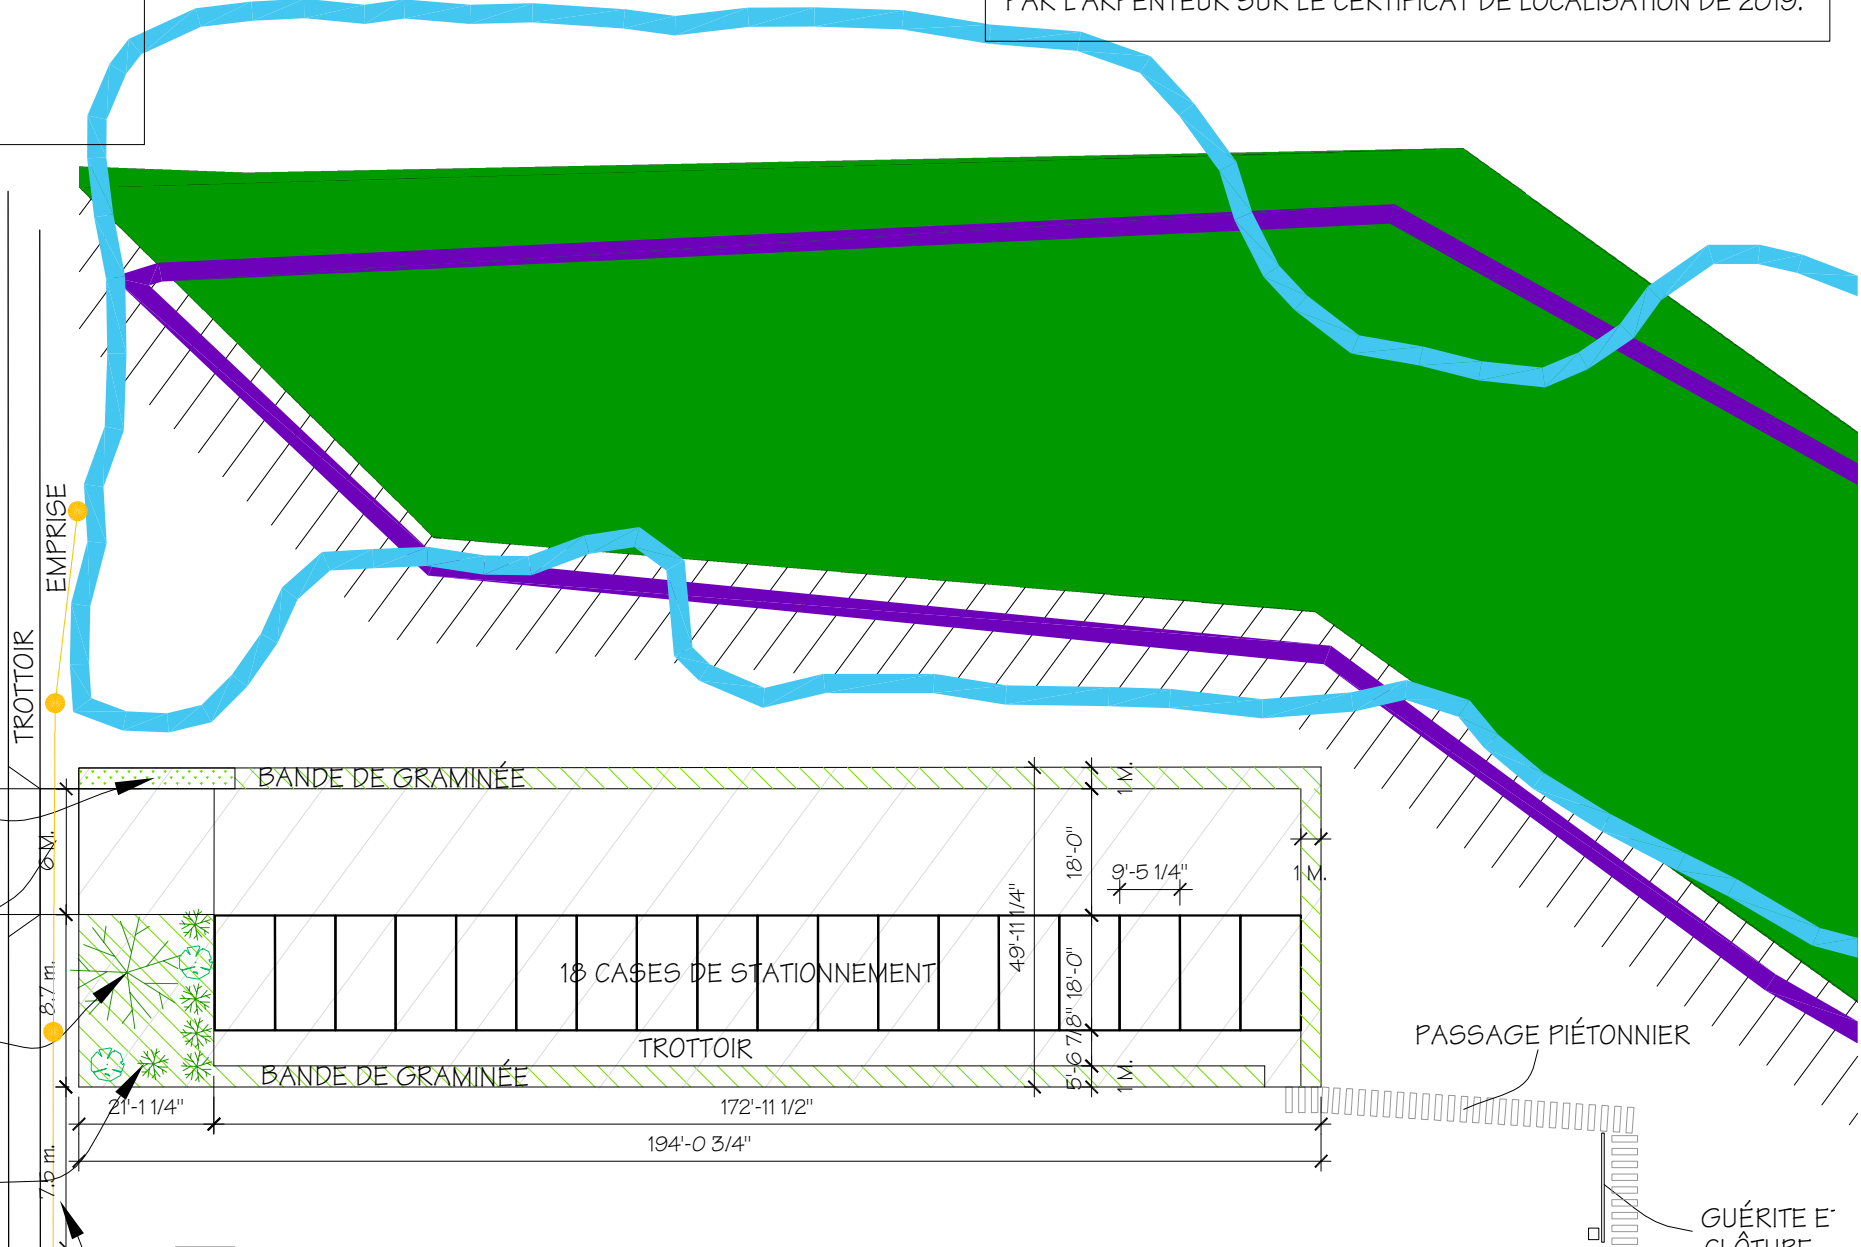 PAR L'ARPENTEUR SUR LE CERTIFICAT DE LOCALISATION DE 2019.
EMPRISE
TROTTOIR
BANDE DE GRAMINÉE
1 M.
6 M.
18'-0"
9'-5 1/4"
1 M.
49'-11 1/4"
18 CASES DE STATIONNEMENT
18'-0"
8.7 m.
TROTTOIR
5'-6 7/8"
PASSAGE PIÉTONNIER
BANDE DE GRAMINÉE
1 M.
21'-1 1/4"
172'-11 1/2"
194'-0 3/4"
7.5 m.
GUÉRITE
CLÔTURE